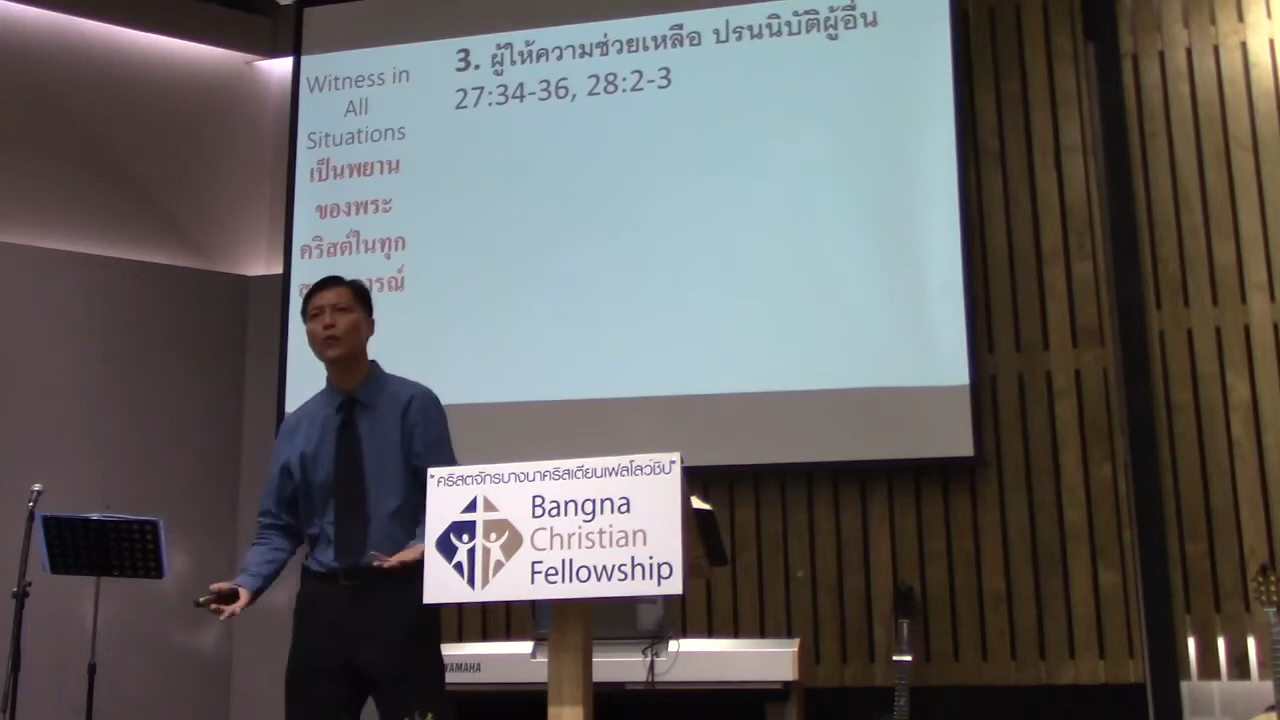 Witness in
All
Situations
เป็นพยาน
ของพระ
คริสต์ในทุก
3. ผู้ให้ความช่วยเหลือ ปรนนิบัติผู้อื่น
27:34-36, 28:2-3
"คริสตจักรบางนาคริสเตียนเฟลโลว์ชิป"
Bangna
Christian
Fellowship
YAMAHA